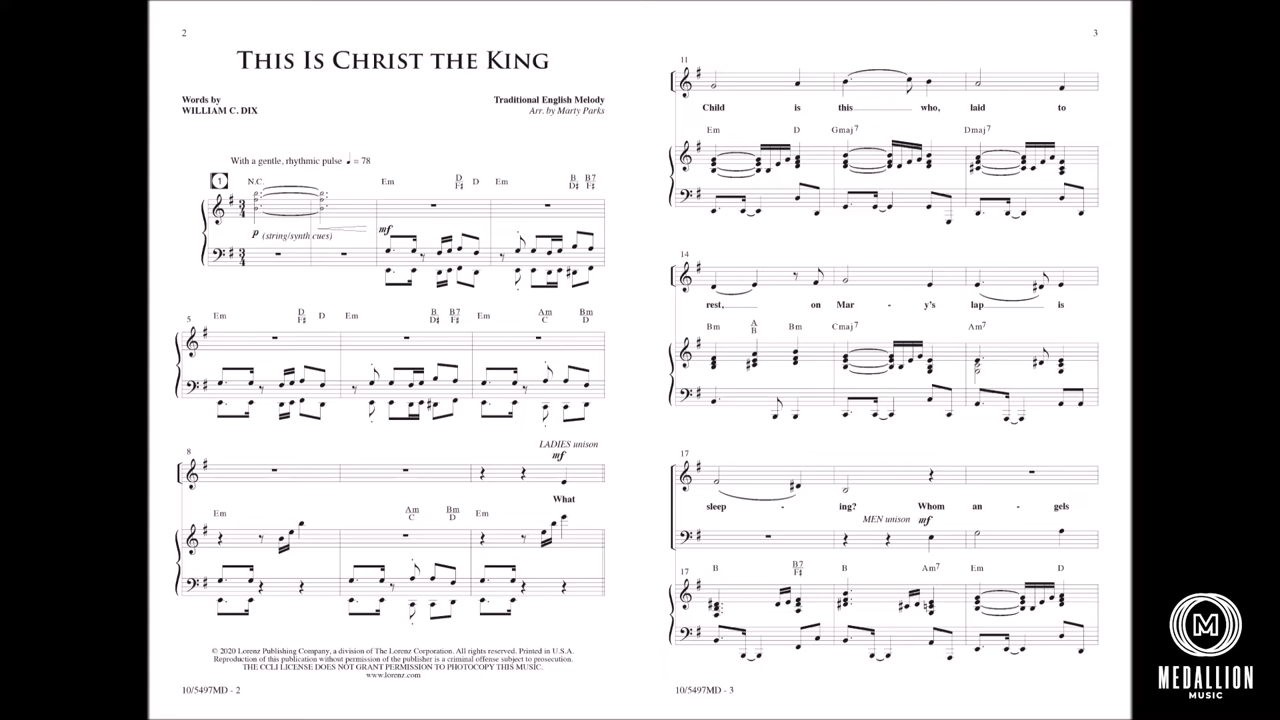 2
THIS IS CHRIST THE KING
Words by
WILLIAM C. DIX
Traditional English Melody
Arr. by Marty Parks
With a gentle, rhythmic pulse ♩ = 78
1
N.C. Em D/F♯ D Em B/D♯ B7/F♯
p (string/synth cues) mf
5
Em D/F♯ D Em B/D♯ B7/F♯ Em Am/C Bm/D
LADIES unison
mf
8
What
Em Am/C Bm/D Em
© 2020 Lorenz Publishing Company, a division of The Lorenz Corporation. All rights reserved. Printed in U.S.A.
Reproduction of this publication without permission of the publisher is a criminal offense subject to prosecution.
THE CCLI LICENSE DOES NOT GRANT PERMISSION TO PHOTOCOPY THIS MUSIC.
www.lorenz.com
10/5497MD - 2
3
11
Child is this who, laid to
Em D Gmaj7 Dmaj7
14
rest, on Mar - y's lap is
Bm A/B Bm Cmaj7 Am7
17
sleep - ing? Whom an - gels
MEN unison mf
17
B B7/F♯ B Am7 Em D
10/5497MD - 3
M
MEDALLION
MUSIC